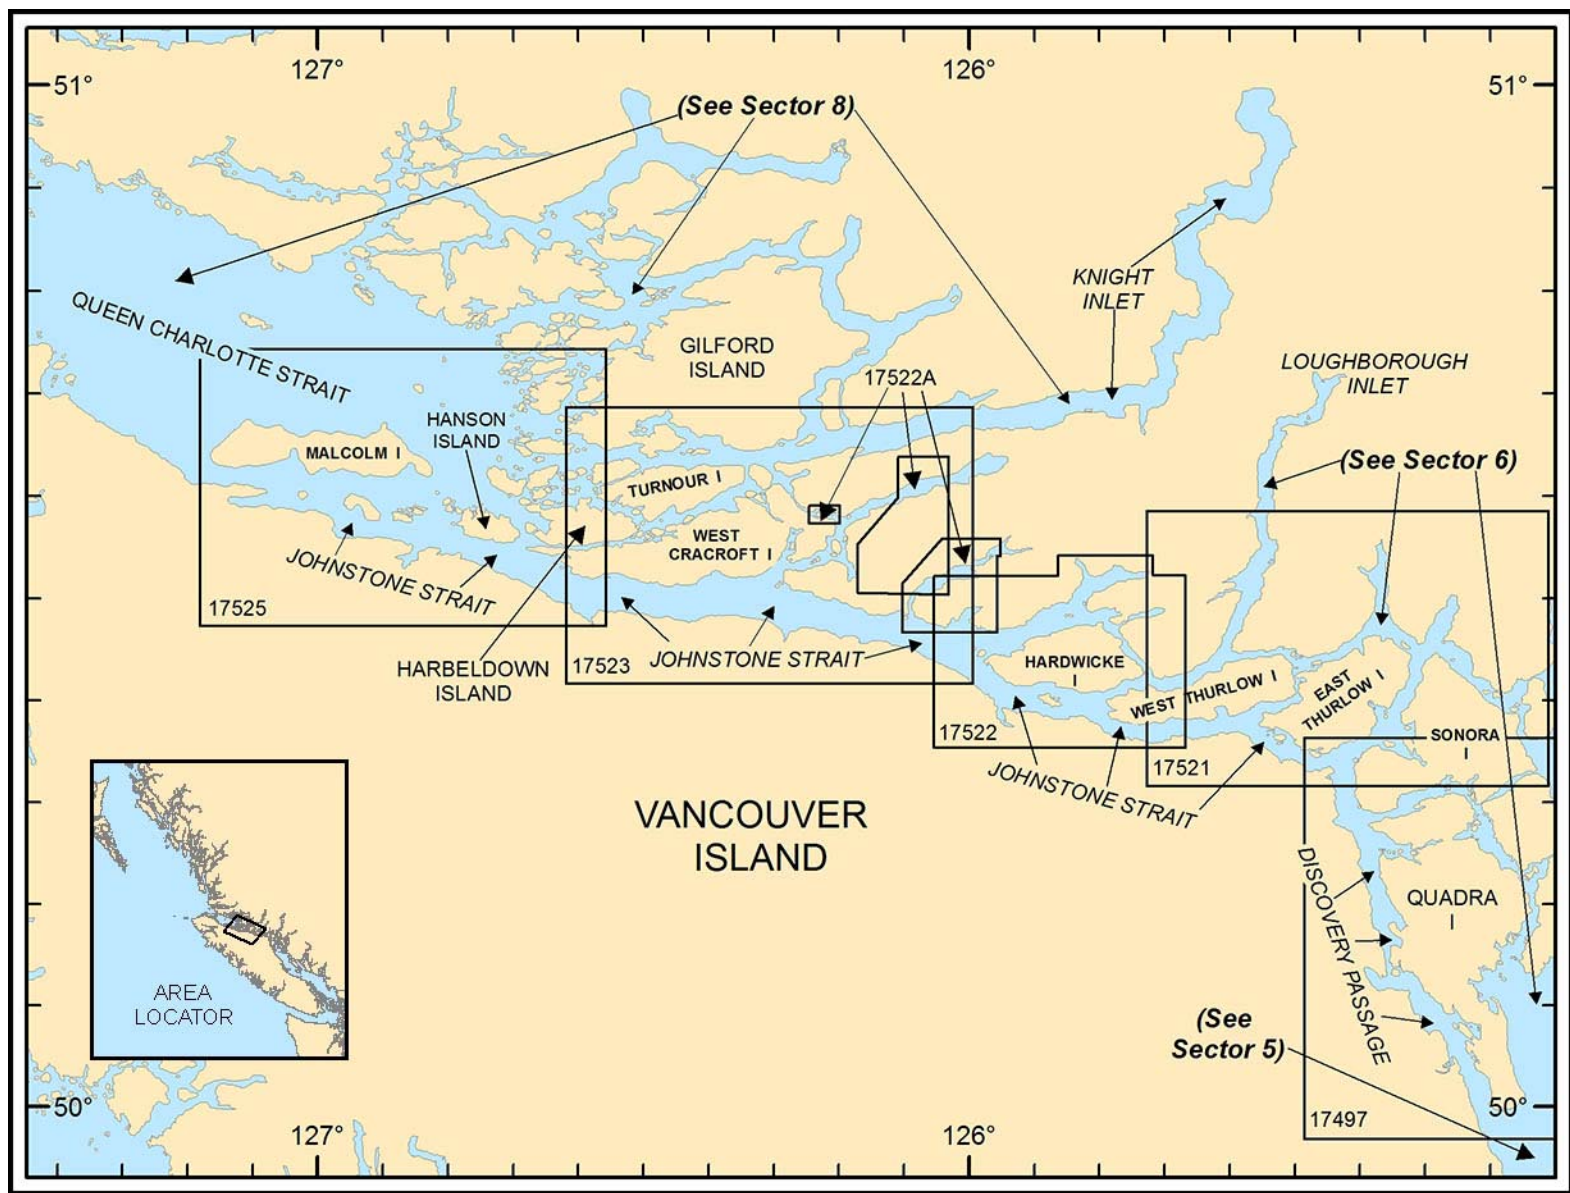 127°
126°
51°
51°
(See Sector 8)
KNIGHT
INLET
QUEEN CHARLOTTE STRAIT
GILFORD
ISLAND
LOUGHBOROUGH
INLET
17522A
HANSON
ISLAND
MALCOLM I
(See Sector 6)
TURNOUR I
WEST
CRACROFT I
JOHNSTONE STRAIT
17525
HARBELDOWN
ISLAND
17523
JOHNSTONE STRAIT
HARDWICKE
I
WEST THURLOW I
EAST
THURLOW I
17522
SONORA
I
17521
JOHNSTONE STRAIT
VANCOUVER
ISLAND
DISCOVERY PASSAGE
QUADRA
I
AREA
LOCATOR
(See
Sector 5)
50°
50°
17497
127°
126°